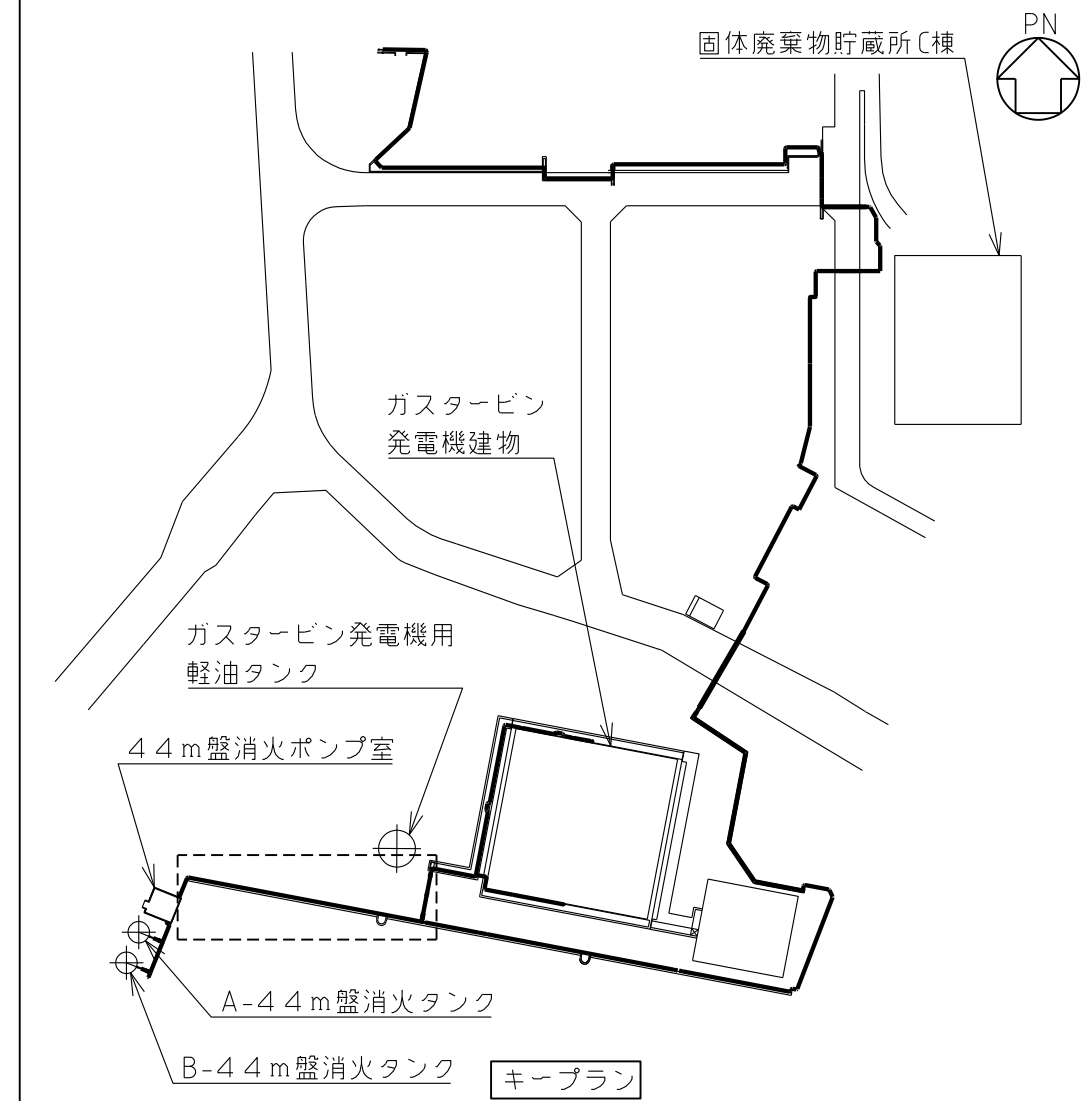 PN
固体廃棄物貯蔵所C棟
ガスタービン
発電機建物
ガスタービン発電機用
軽油タンク
44m盤消火ポンプ室
A-44m盤消火タンク
B-44m盤消火タンク
キープラン